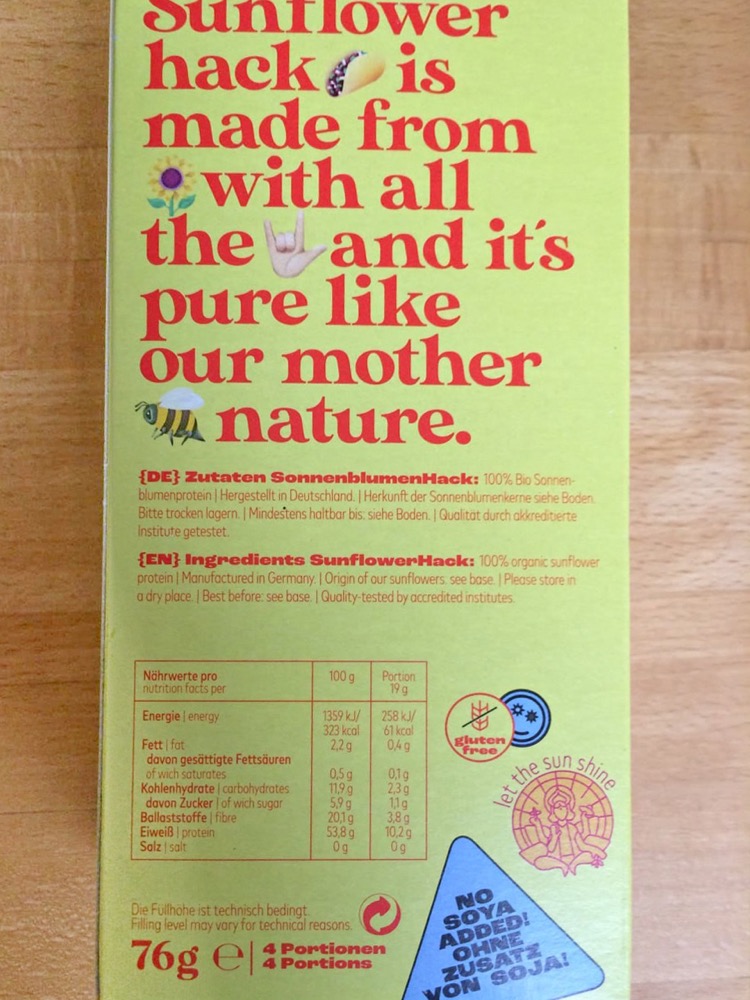 Sunflower
hack is
made from
with all
the and it's
pure like
our mother
nature.
{DE} Zutaten SonnenblumenHack: 100% Bio Sonnen-
blumenprotein | Hergestellt in Deutschland. | Herkunft der Sonnenblumenkerne siehe Boden.
Bitte trocken lagern. | Mindestens haltbar bis: siehe Boden. | Qualität durch akkreditierte
Institute getestet.
{EN} Ingredients SunflowerHack: 100% organic sunflower
protein | Manufactured in Germany. | Origin of our sunflowers: see base. | Please store in
a dry place. | Best before: see base. | Quality-tested by accredited institutes.
Nährwerte pro 100 g Portion
nutrition facts per 19 g
Energie | energy 1359 kJ/ 258 kJ/
323 kcal 61 kcal
Fett | fat 2,2 g 0,4 g
davon gesättigte Fettsäuren
of wich saturates 0,5 g 0,1 g
Kohlenhydrate | carbohydrates 11,9 g 2,3 g
davon Zucker | of wich sugar 5,9 g 1,1 g
Ballaststoffe | fibre 20,1 g 3,8 g
Eiweiß | protein 53,8 g 10,2 g
Salz | salt 0 g 0 g
gluten
free
let the sun shine
Die Füllhöhe ist technisch bedingt.
Filling level may vary for technical reasons.
76g e | 4 Portionen
4 Portions
NO
SOYA
ADDED!
OHNE
ZUSATZ
VON SOJA!